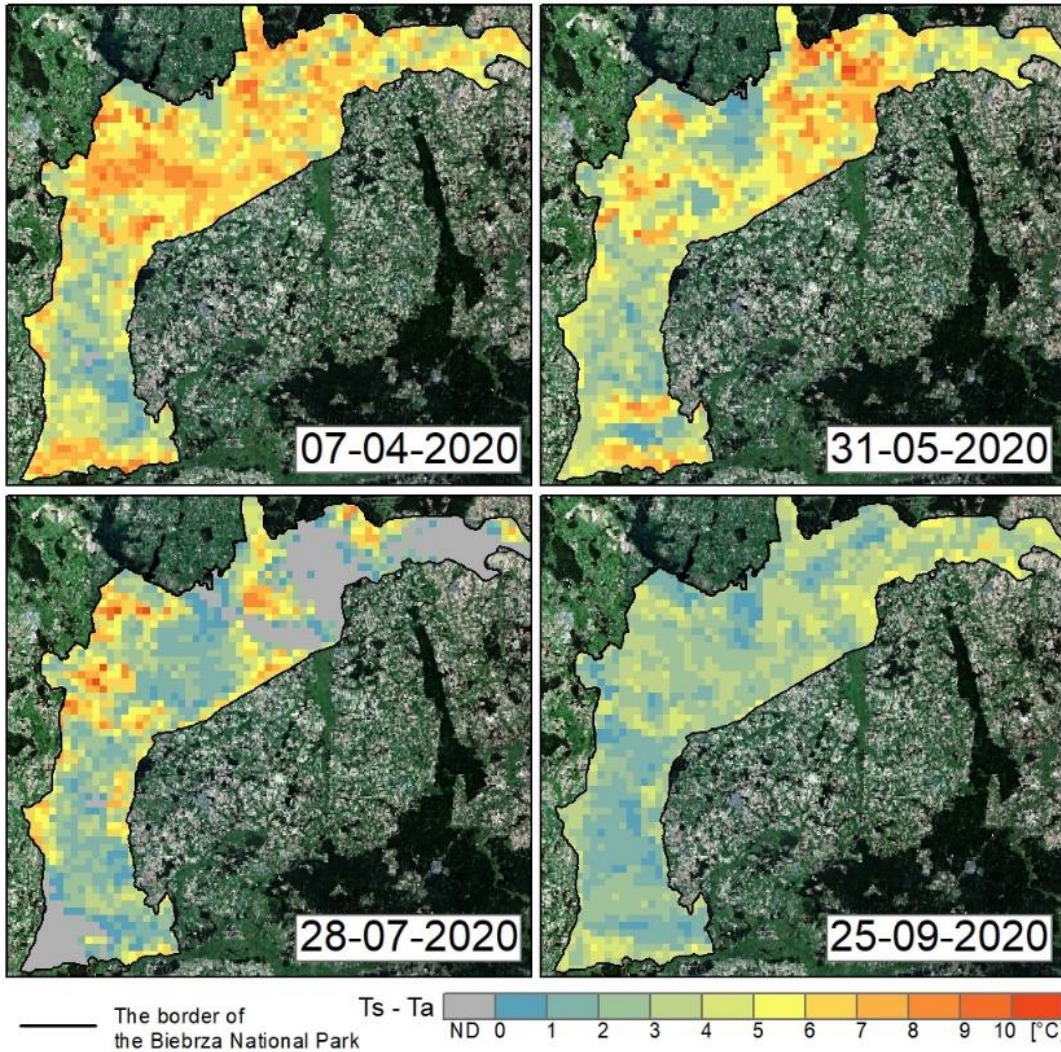 07-04-2020
31-05-2020
28-07-2020
25-09-2020
The border of
the Biebrza National Park
Ts - Ta
ND 0 1 2 3 4 5 6 7 8 9 10 [°C